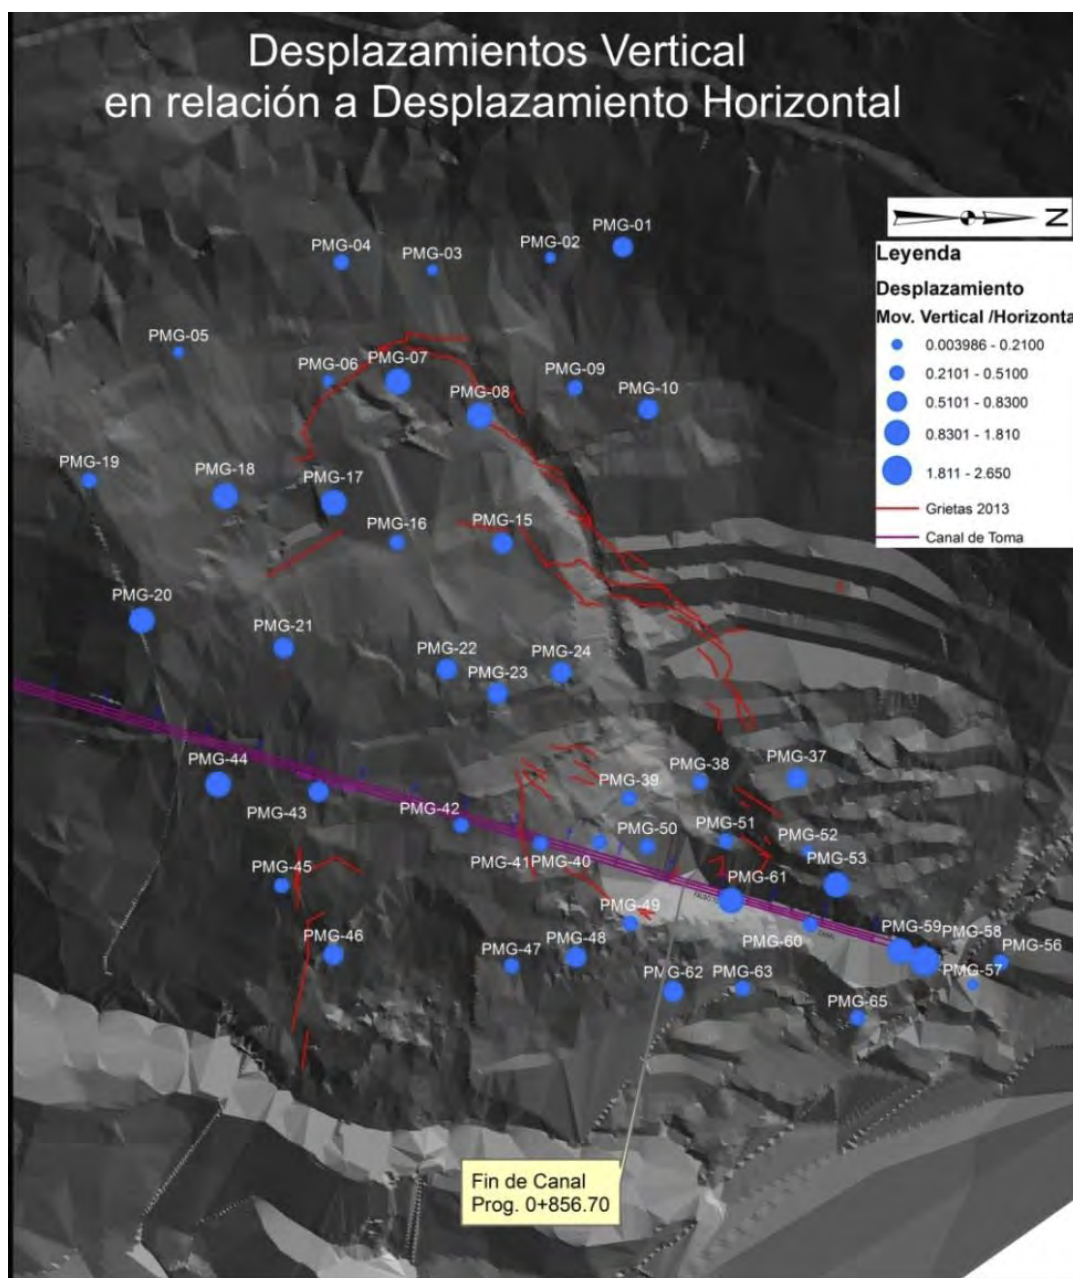 Desplazamientos Vertical
en relación a Desplazamiento Horizontal
N
Leyenda
Desplazamiento
Mov. Vertical /Horizonta
0.003986 - 0.2100
0.2101 - 0.5100
0.5101 - 0.8300
0.8301 - 1.810
1.811 - 2.650
Grietas 2013
Canal de Toma
PMG-01
PMG-02
PMG-04
PMG-03
PMG-05
PMG-07
PMG-06
PMG-09
PMG-10
PMG-08
PMG-19
PMG-18
PMG-17
PMG-16
PMG-15
PMG-20
PMG-21
PMG-22
PMG-24
PMG-23
PMG-44
PMG-37
PMG-38
PMG-39
PMG-43
PMG-42
PMG-50
PMG-51
PMG-52
PMG-41
PMG-40
PMG-53
PMG-45
PMG-61
PMG-49
PMG-59
PMG-58
PMG-60
PMG-46
PMG-47
PMG-48
PMG-56
PMG-57
PMG-62
PMG-63
PMG-65
Fin de Canal
Prog. 0+856.70